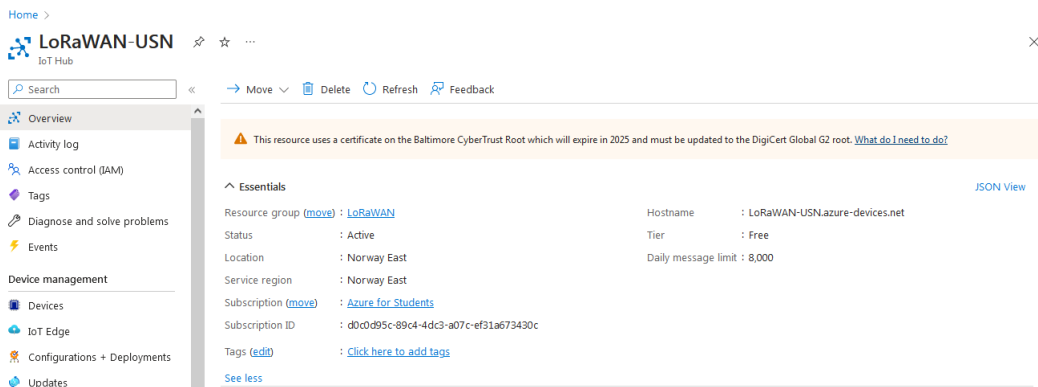 Home >
LoRaWAN-USN
IoT Hub
Search
Overview
Activity log
Access control (IAM)
Tags
Diagnose and solve problems
Events
Device management
Devices
IoT Edge
Configurations + Deployments
Updates
Move
Delete
Refresh
Feedback
This resource uses a certificate on the Baltimore CyberTrust Root which will expire in 2025 and must be updated to the DigiCert Global G2 root. What do I need to do?
Essentials
JSON View
Resource group (move) : LoRaWAN
Status : Active
Location : Norway East
Service region : Norway East
Subscription (move) : Azure for Students
Subscription ID : d0c0d95c-89c4-4dc3-a07c-ef31a673430c
Tags (edit) : Click here to add tags
See less
Hostname : LoRaWAN-USN.azure-devices.net
Tier : Free
Daily message limit : 8,000